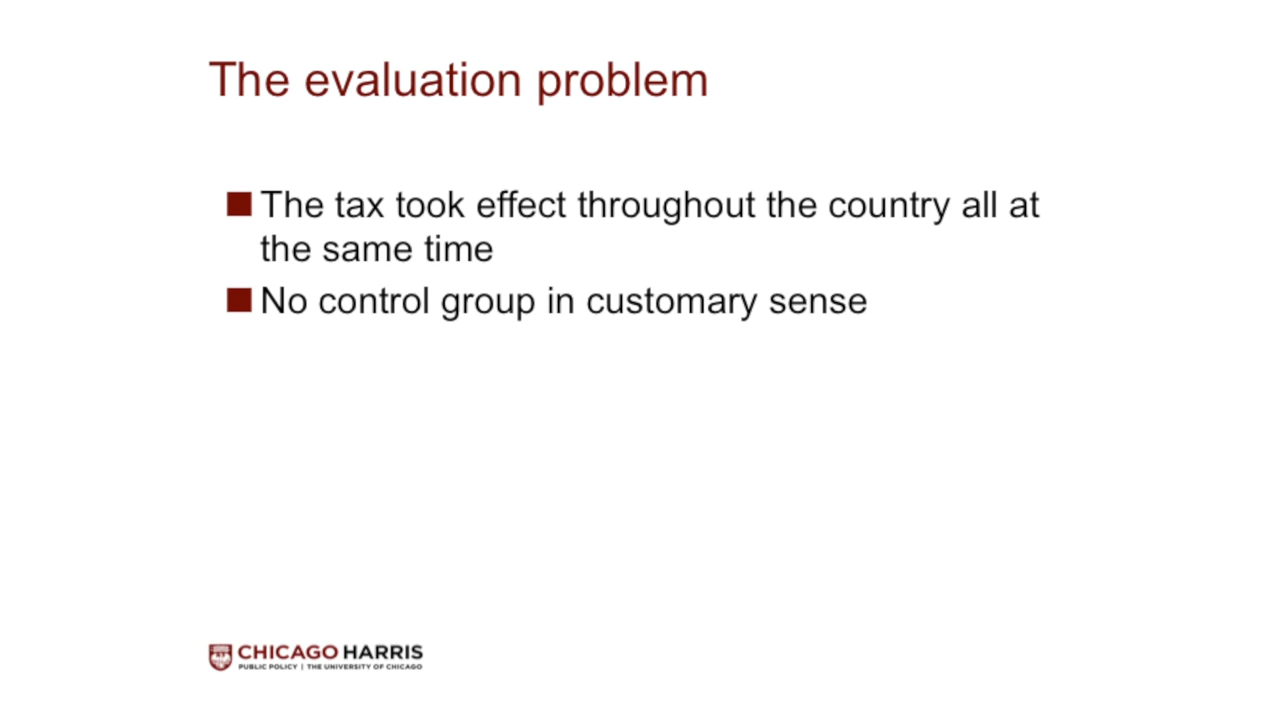 The evaluation problem
The tax took effect throughout the country all at
the same time
No control group in customary sense
CHICAGO HARRIS
PUBLIC POLICY | THE UNIVERSITY OF CHICAGO